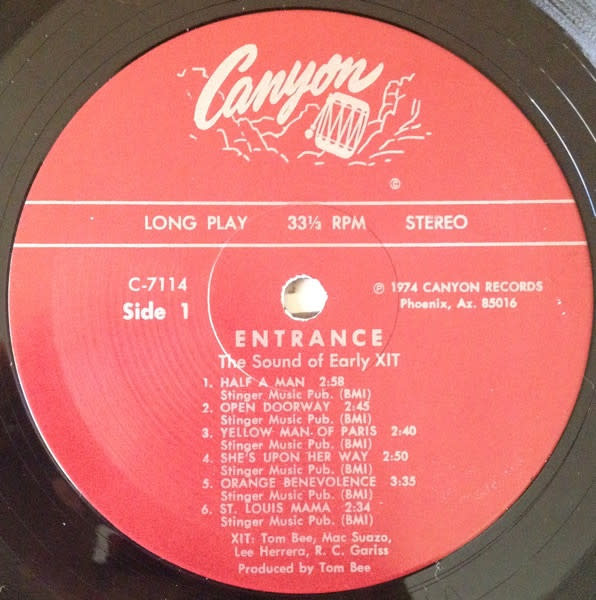 Canyon
©
LONG PLAY 33⅓ RPM STEREO
C-7114
Side 1
℗ 1974 CANYON RECORDS
Phoenix, Az. 85016
ENTRANCE
The Sound of Early XIT
1. HALF A MAN 2:58
Stinger Music Pub. (BMI)
2. OPEN DOORWAY 2:45
Stinger Music Pub. (BMI)
3. YELLOW MAN OF PARIS 2:40
Stinger Music Pub. (BMI)
4. SHE'S UPON HER WAY 2:50
Stinger Music Pub. (BMI)
5 ORANGE BENEVOLENCE 3:35
Stinger Music Pub. (BMI)
6. ST. LOUIS MAMA 2:34
Stinger Music Pub. (BMI)
XIT: Tom Bee, Mac Suazo,
Lee Herrera, R. C. Gariss
Produced by Tom Bee